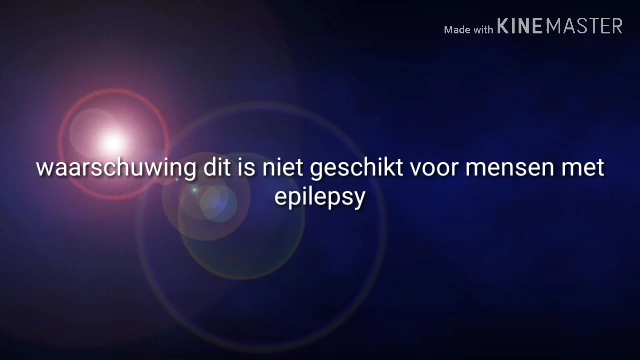 Made with KINEMASTER
waarschuwing dit is niet geschikt voor mensen met
epilepsy